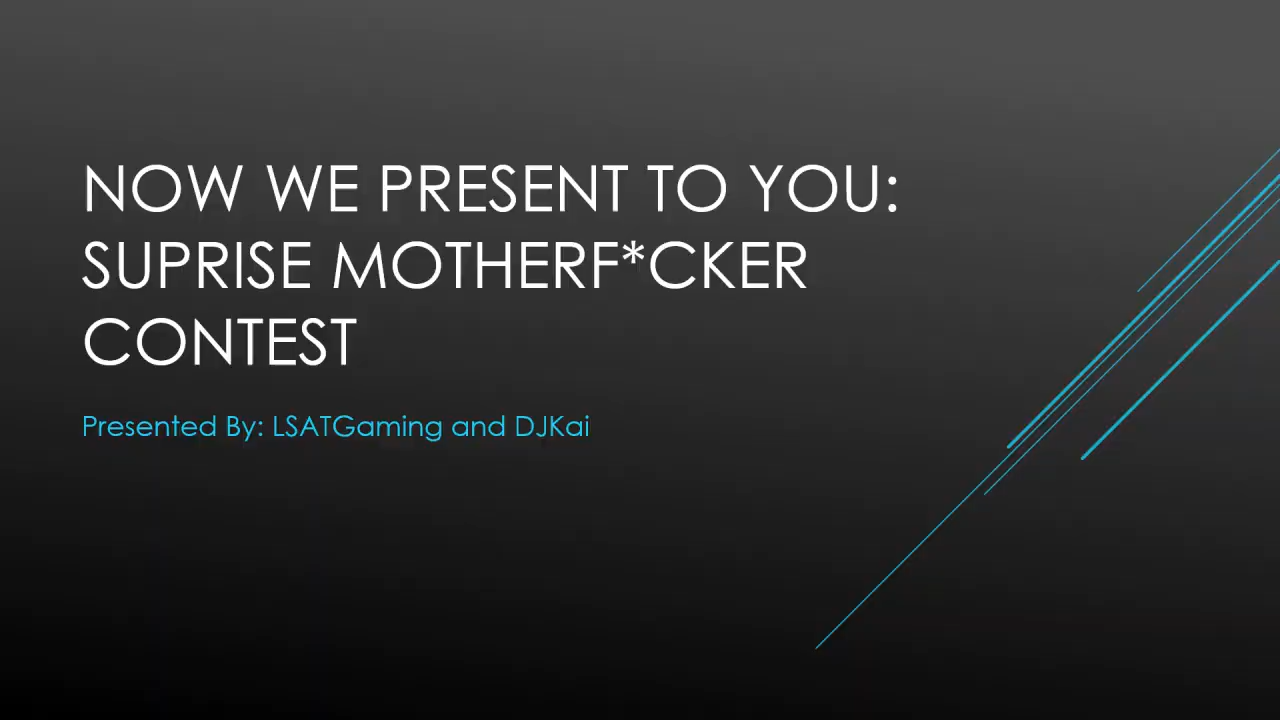 NOW WE PRESENT TO YOU:
SUPRISE MOTHERF*CKER
CONTEST
Presented By: LSATGaming and DJKai